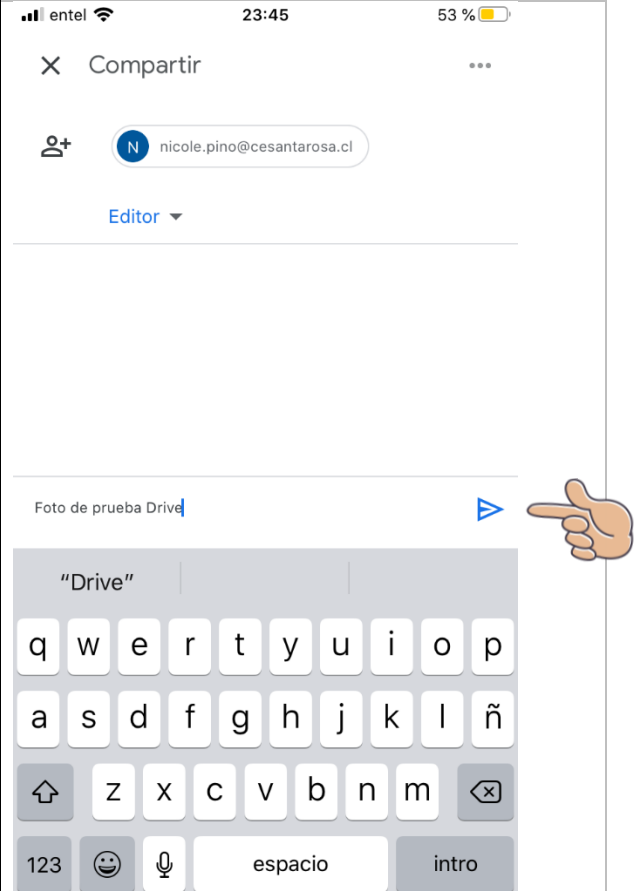 entel 23:45 53 %
Compartir
N nicole.pino@cesantarosa.cl
Editor
Foto de prueba Drive
“Drive”
q w e r t y u i o p
a s d f g h j k l ñ
z x c v b n m
123 espacio intro